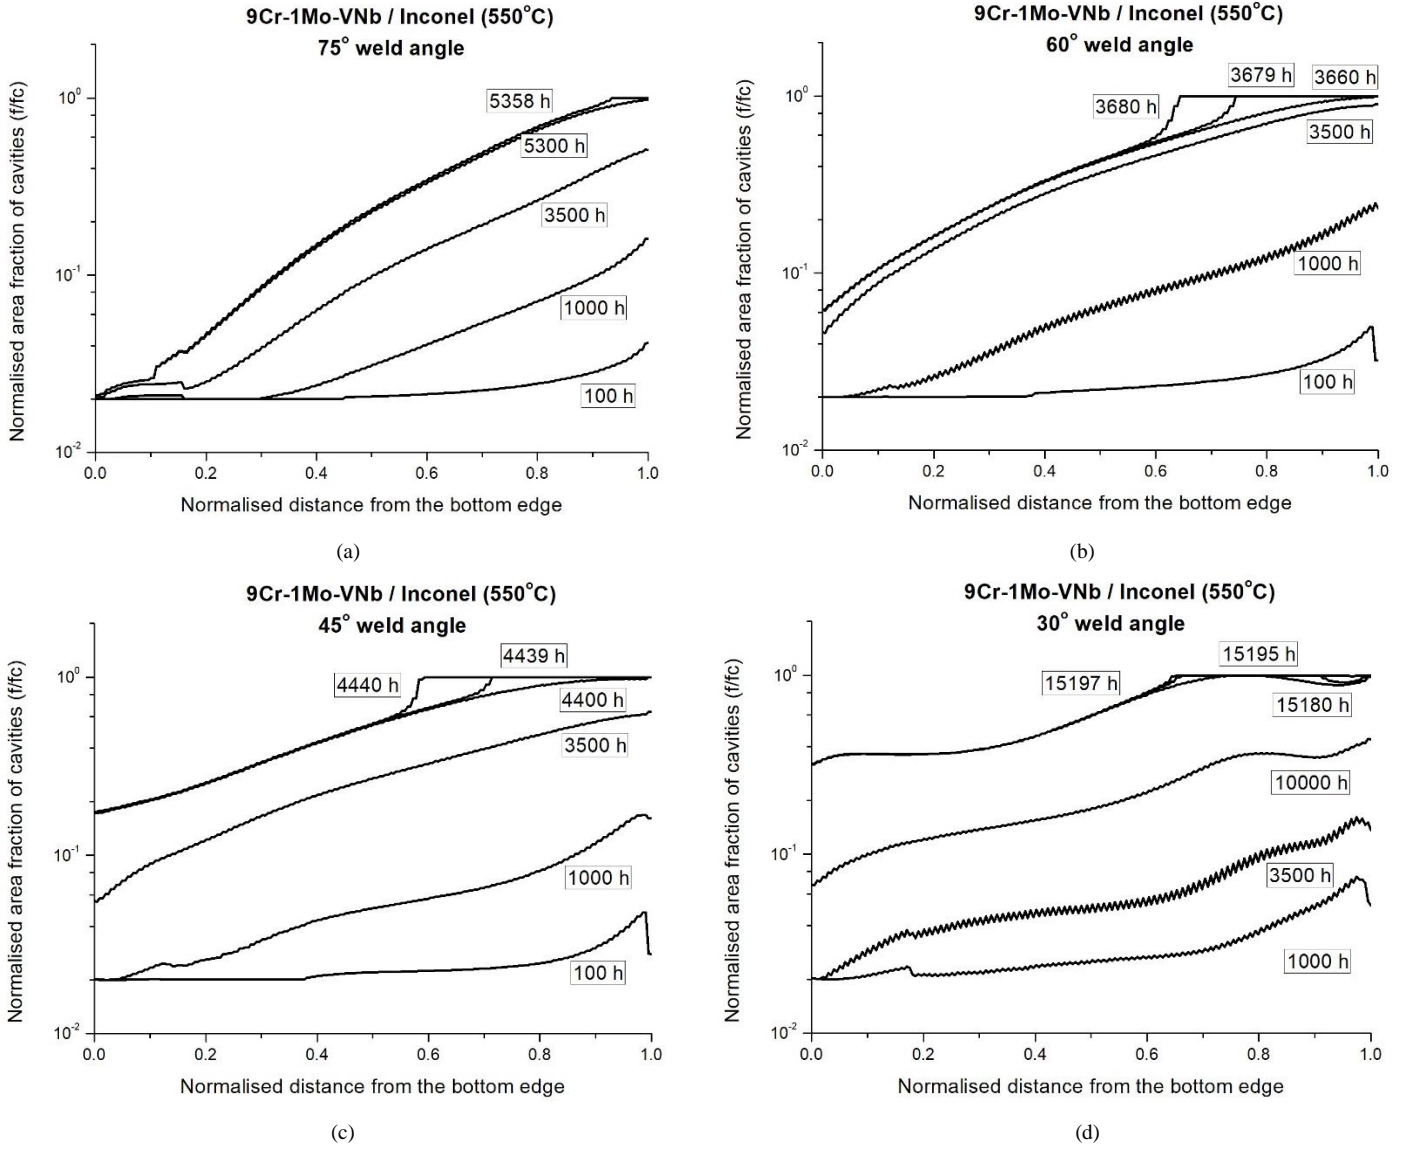 9Cr-1Mo-VNb / Inconel (550°C)
75° weld angle
Normalised area fraction of cavities (f/fc)
10⁰
10⁻¹
10⁻²
5358 h
5300 h
3500 h
1000 h
100 h
0.0 0.2 0.4 0.6 0.8 1.0
Normalised distance from the bottom edge
(a)
9Cr-1Mo-VNb / Inconel (550°C)
60° weld angle
Normalised area fraction of cavities (f/fc)
10⁰
10⁻¹
10⁻²
3679 h
3660 h
3680 h
3500 h
1000 h
100 h
0.0 0.2 0.4 0.6 0.8 1.0
Normalised distance from the bottom edge
(b)
9Cr-1Mo-VNb / Inconel (550°C)
45° weld angle
Normalised area fraction of cavities (f/fc)
10⁰
10⁻¹
10⁻²
4439 h
4440 h
4400 h
3500 h
1000 h
100 h
0.0 0.2 0.4 0.6 0.8 1.0
Normalised distance from the bottom edge
(c)
9Cr-1Mo-VNb / Inconel (550°C)
30° weld angle
Normalised area fraction of cavities (f/fc)
10⁰
10⁻¹
10⁻²
15195 h
15197 h
15180 h
10000 h
3500 h
1000 h
0.0 0.2 0.4 0.6 0.8 1.0
Normalised distance from the bottom edge
(d)